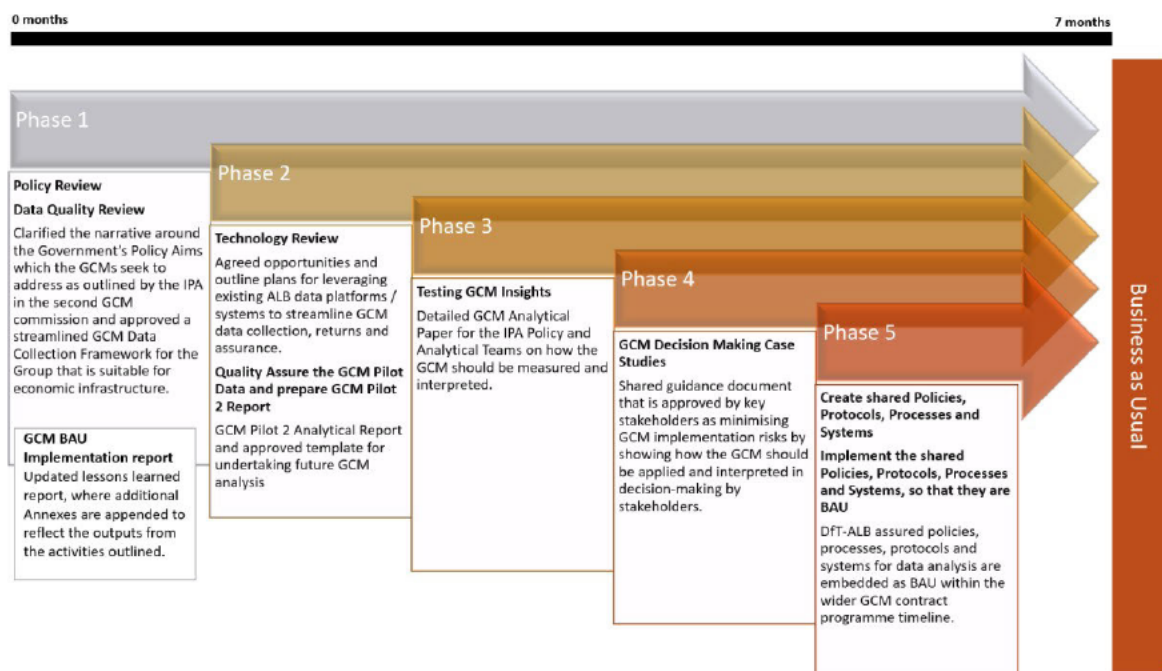 0 months
7 months
Phase 1
Policy Review
Data Quality Review
Clarified the narrative around
the Government's Policy Aims
which the GCMs seek to
address as outlined by the IPA
in the second GCM
commission and approved a
streamlined GCM Data
Collection Framework for the
Group that is suitable for
economic infrastructure.
GCM BAU
Implementation report
Updated lessons learned
report, where additional
Annexes are appended to
reflect the outputs from
the activities outlined.
Phase 2
Technology Review
Agreed opportunities and
outline plans for leveraging
existing ALB data platforms /
systems to streamline GCM
data collection, returns and
assurance.
Quality Assure the GCM Pilot
Data and prepare GCM Pilot
2 Report
GCM Pilot 2 Analytical Report
and approved template for
undertaking future GCM
analysis
Phase 3
Testing GCM Insights
Detailed GCM Analytical
Paper for the IPA Policy and
Analytical Teams on how the
GCM should be measured and
interpreted.
Phase 4
GCM Decision Making Case
Studies
Shared guidance document
that is approved by key
stakeholders as minimising
GCM implementation risks by
showing how the GCM should
be applied and interpreted in
decision-making by
stakeholders.
Phase 5
Create shared Policies,
Protocols, Processes and
Systems
Implement the shared
Policies, Protocols, Processes
and Systems, so that they are
BAU
DfT-ALB assured policies,
processes, protocols and
systems for data analysis are
embedded as BAU within the
wider GCM contract
programme timeline.
Business as Usual